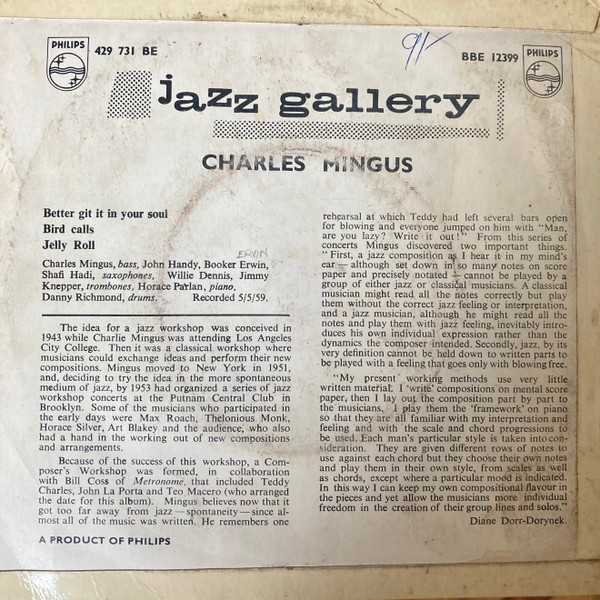 PHILIPS
429 731 BE
9/-
BBE 12399
PHILIPS
jazz gallery
CHARLES MINGUS
Better git it in your soul
Bird calls
Jelly Roll
ERVIN
Charles Mingus, bass, John Handy, Booker Erwin,
Shafi Hadi, saxophones, Willie Dennis, Jimmy
Knepper, trombones, Horace Parlan, piano,
Danny Richmond, drums. Recorded 5/5/59.
The idea for a jazz workshop was conceived in
1943 while Charlie Mingus was attending Los Angeles
City College. Then it was a classical workshop where
musicians could exchange ideas and perform their new
compositions. Mingus moved to New York in 1951,
and, deciding to try the idea in the more spontaneous
medium of jazz, by 1953 had organized a series of jazz
workshop concerts at the Putnam Central Club in
Brooklyn. Some of the musicians who participated in
the early days were Max Roach, Thelonious Monk,
Horace Silver, Art Blakey and the audience, who also
had a hand in the working out of new compositions
and arrangements.
Because of the success of this workshop, a Com-
poser's Workshop was formed, in collaboration
with Bill Coss of Metronome, that included Teddy
Charles, John La Porta and Teo Macero (who arranged
the date for this album). Mingus believes now that it
got too far away from jazz—spontaneity—since al-
most all of the music was written. He remembers one
A PRODUCT OF PHILIPS
rehearsal at which Teddy had left several bars open
for blowing and everyone jumped on him with "Man,
are you lazy? Write it out!" From this series of
concerts Mingus discovered two important things.
"First, a jazz composition as I hear it in my mind's
ear—although set down in so many notes on score
paper and precisely notated—cannot be played by a
group of either jazz or classical musicians. A classical
musician might read all the notes correctly but play
them without the correct jazz feeling or interpretation,
and a jazz musician, although he might read all the
notes and play them with jazz feeling, inevitably intro-
duces his own individual expression rather than the
dynamics the composer intended. Secondly, jazz, by its
very definition cannot be held down to written parts to
be played with a feeling that goes only with blowing free.
"My present working methods use very little
written material. I 'write' compositions on mental score
paper, then I lay out the composition part by part to
the musicians. I play them the 'framework' on piano
so that they are all familiar with my interpretation and
feeling and with the scale and chord progressions to
be used. Each man's particular style is taken into con-
sideration. They are given different rows of notes to
use against each chord but they choose their own notes
and play them in their own style, from scales as well
as chords, except where a particular mood is indicated.
In this way I can keep my own compositional flavour in
the pieces and yet allow the musicians more individual
freedom in the creation of their group lines and solos."
Diane Dorr-Dorynek.